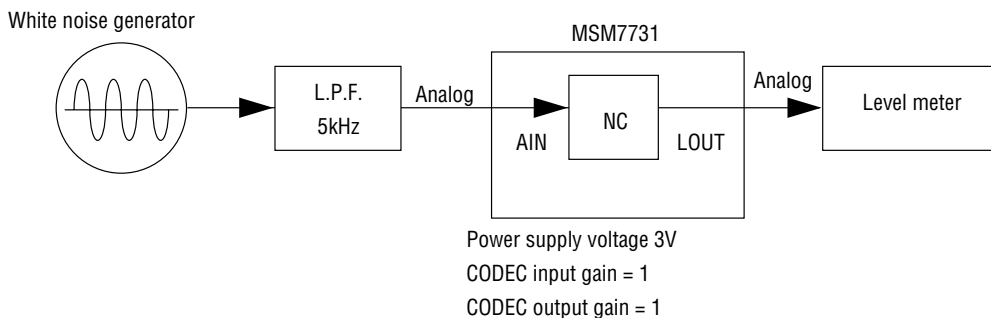 White noise generator
L.P.F.
5kHz
Analog
MSM7731
AIN
NC
LOUT
Analog
Level meter
Power supply voltage 3V
CODEC input gain = 1
CODEC output gain = 1